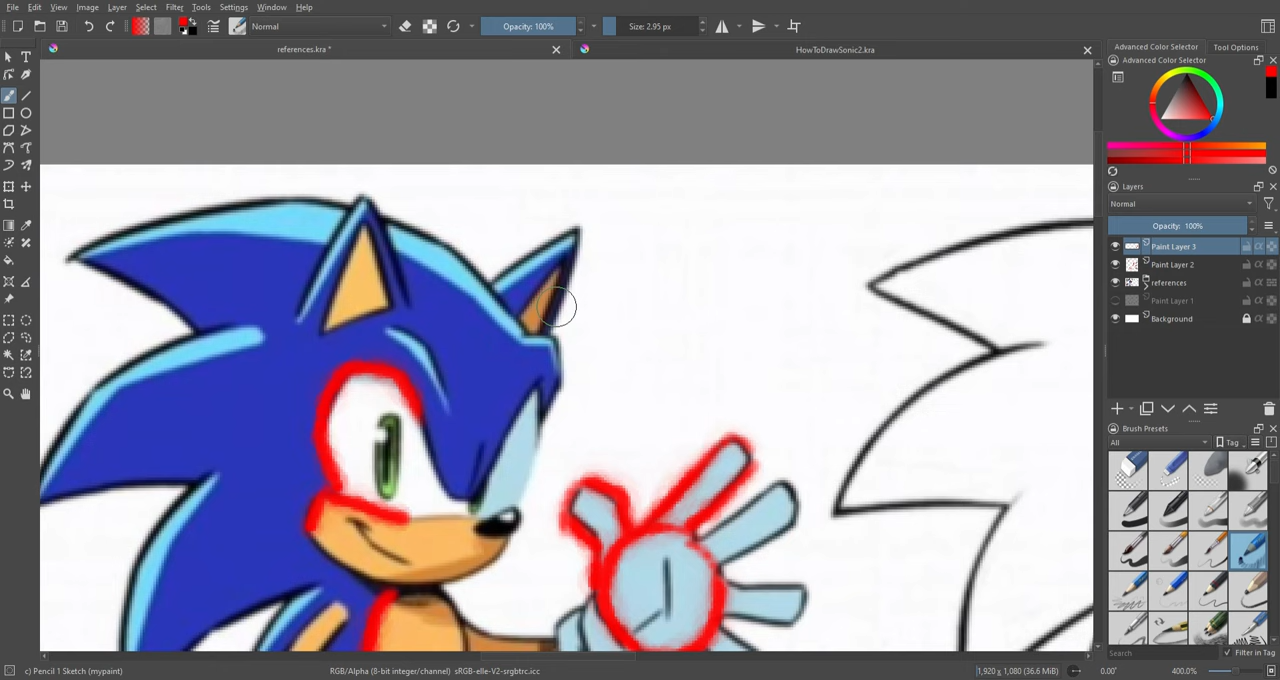 File Edit View Image Layer Select Filter Tools Settings Window Help
Normal
Opacity: 100%
Size: 2.95 px
references.kra *
HowToDrawSonic2.kra
Advanced Color Selector Tool Options
Advanced Color Selector
Layers
Normal
Opacity: 100%
Paint Layer 3
Paint Layer 2
references
Paint Layer 1
Background
Brush Presets
All
Tag
Search
Filter in Tag
c) Pencil 1 Sketch (mypaint)
RGB/Alpha (8-bit integer/channel) sRGB-elle-V2-srgbtrc.icc
1,920 x 1,080 (36.6 MiB)
0.00°
400.0%